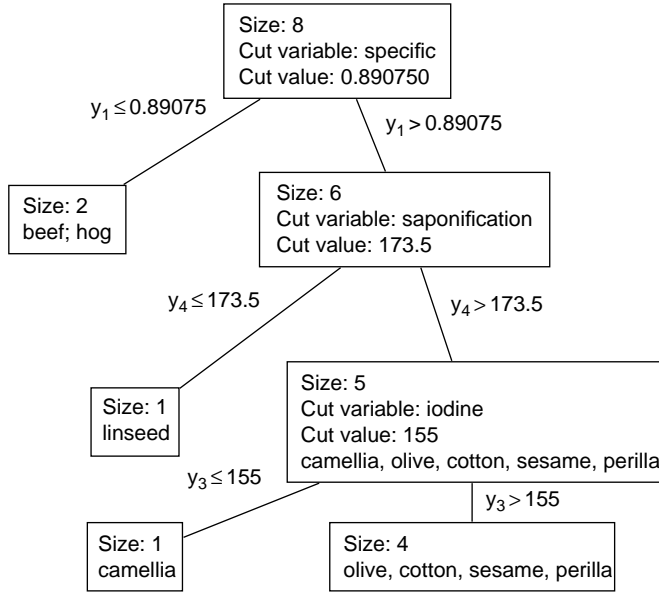 Size: 8
Cut variable: specific
Cut value: 0.890750
y₁ ≤ 0.89075
y₁ > 0.89075
Size: 2
beef; hog
Size: 6
Cut variable: saponification
Cut value: 173.5
y₄ ≤ 173.5
y₄ > 173.5
Size: 1
linseed
Size: 5
Cut variable: iodine
Cut value: 155
camellia, olive, cotton, sesame, perilla
y₃ ≤ 155
y₃ > 155
Size: 1
camellia
Size: 4
olive, cotton, sesame, perilla